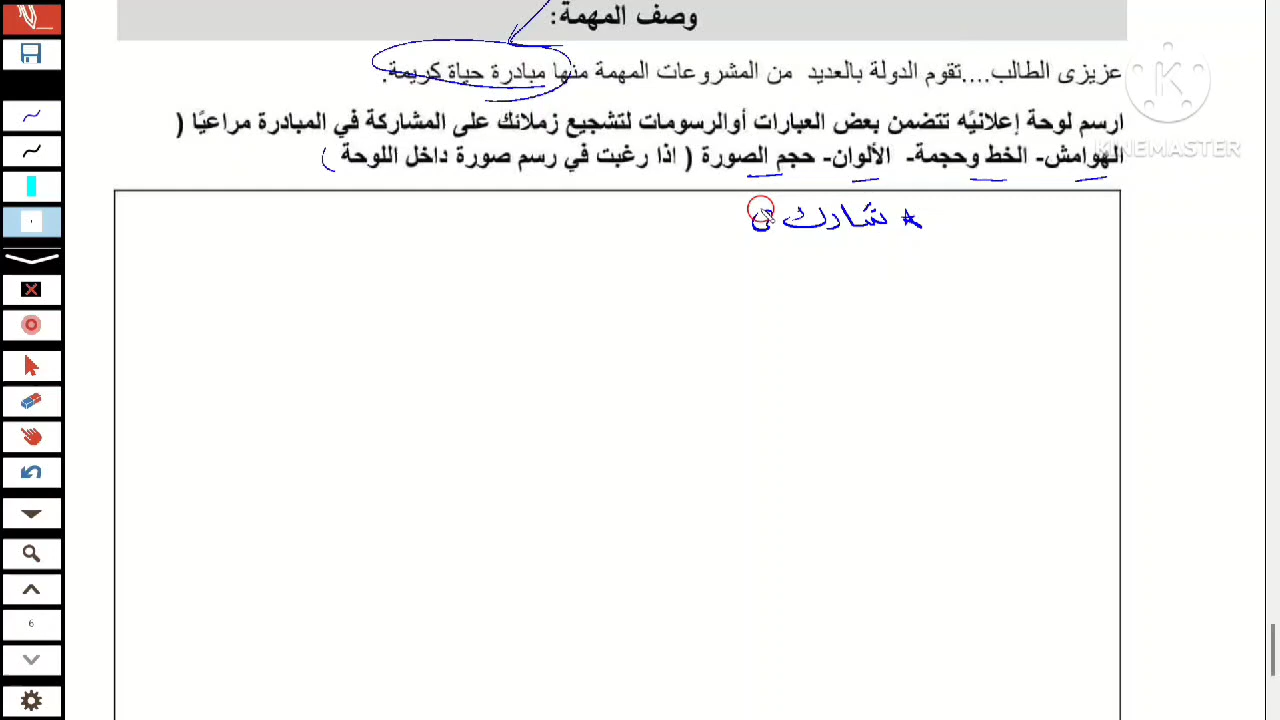 وصف المهمة:
عزيزى الطالب....تقوم الدولة بالعديد من المشروعات المهمة منها مبادرة حياة كريمة.
ارسم لوحة إعلانيًه تتضمن بعض العبارات أوالرسومات لتشجيع زملائك على المشاركة في المبادرة مراعيًا (
الهوامش- الخط وحجمة- الألوان- حجم الصورة ( اذا رغبت في رسم صورة داخل اللوحة )
KINEMASTER
* شارك
6